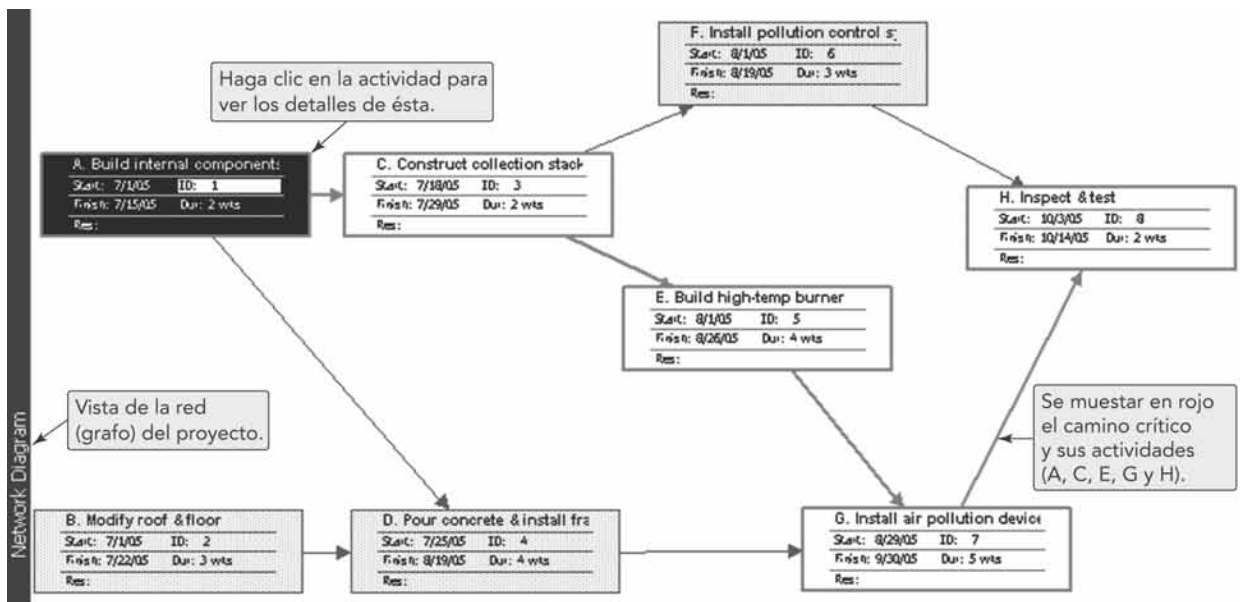 F. Install pollution control s
Start: 8/1/05 ID: 6
Finish: 8/19/05 Dur: 3 wks
Res:
Haga clic en la actividad para
ver los detalles de ésta.
A. Build internal components
Start: 7/1/05 ID: 1
Finish: 7/15/05 Dur: 2 wks
Res:
C. Construct collection stack
Start: 7/18/05 ID: 3
Finish: 7/29/05 Dur: 2 wks
Res:
H. Inspect & test
Start: 10/3/05 ID: 8
Finish: 10/14/05 Dur: 2 wks
Res:
E. Build high-temp burner
Start: 8/1/05 ID: 5
Finish: 8/26/05 Dur: 4 wks
Res:
Vista de la red
(grafo) del proyecto.
Se muestar en rojo
el camino crítico
y sus actividades
(A, C, E, G y H).
Network Diagram
B. Modify roof & floor
Start: 7/1/05 ID: 2
Finish: 7/22/05 Dur: 3 wks
Res:
D. Pour concrete & install fra
Start: 7/25/05 ID: 4
Finish: 8/19/05 Dur: 4 wks
Res:
G. Install air pollution device
Start: 8/29/05 ID: 7
Finish: 9/30/05 Dur: 5 wks
Res: